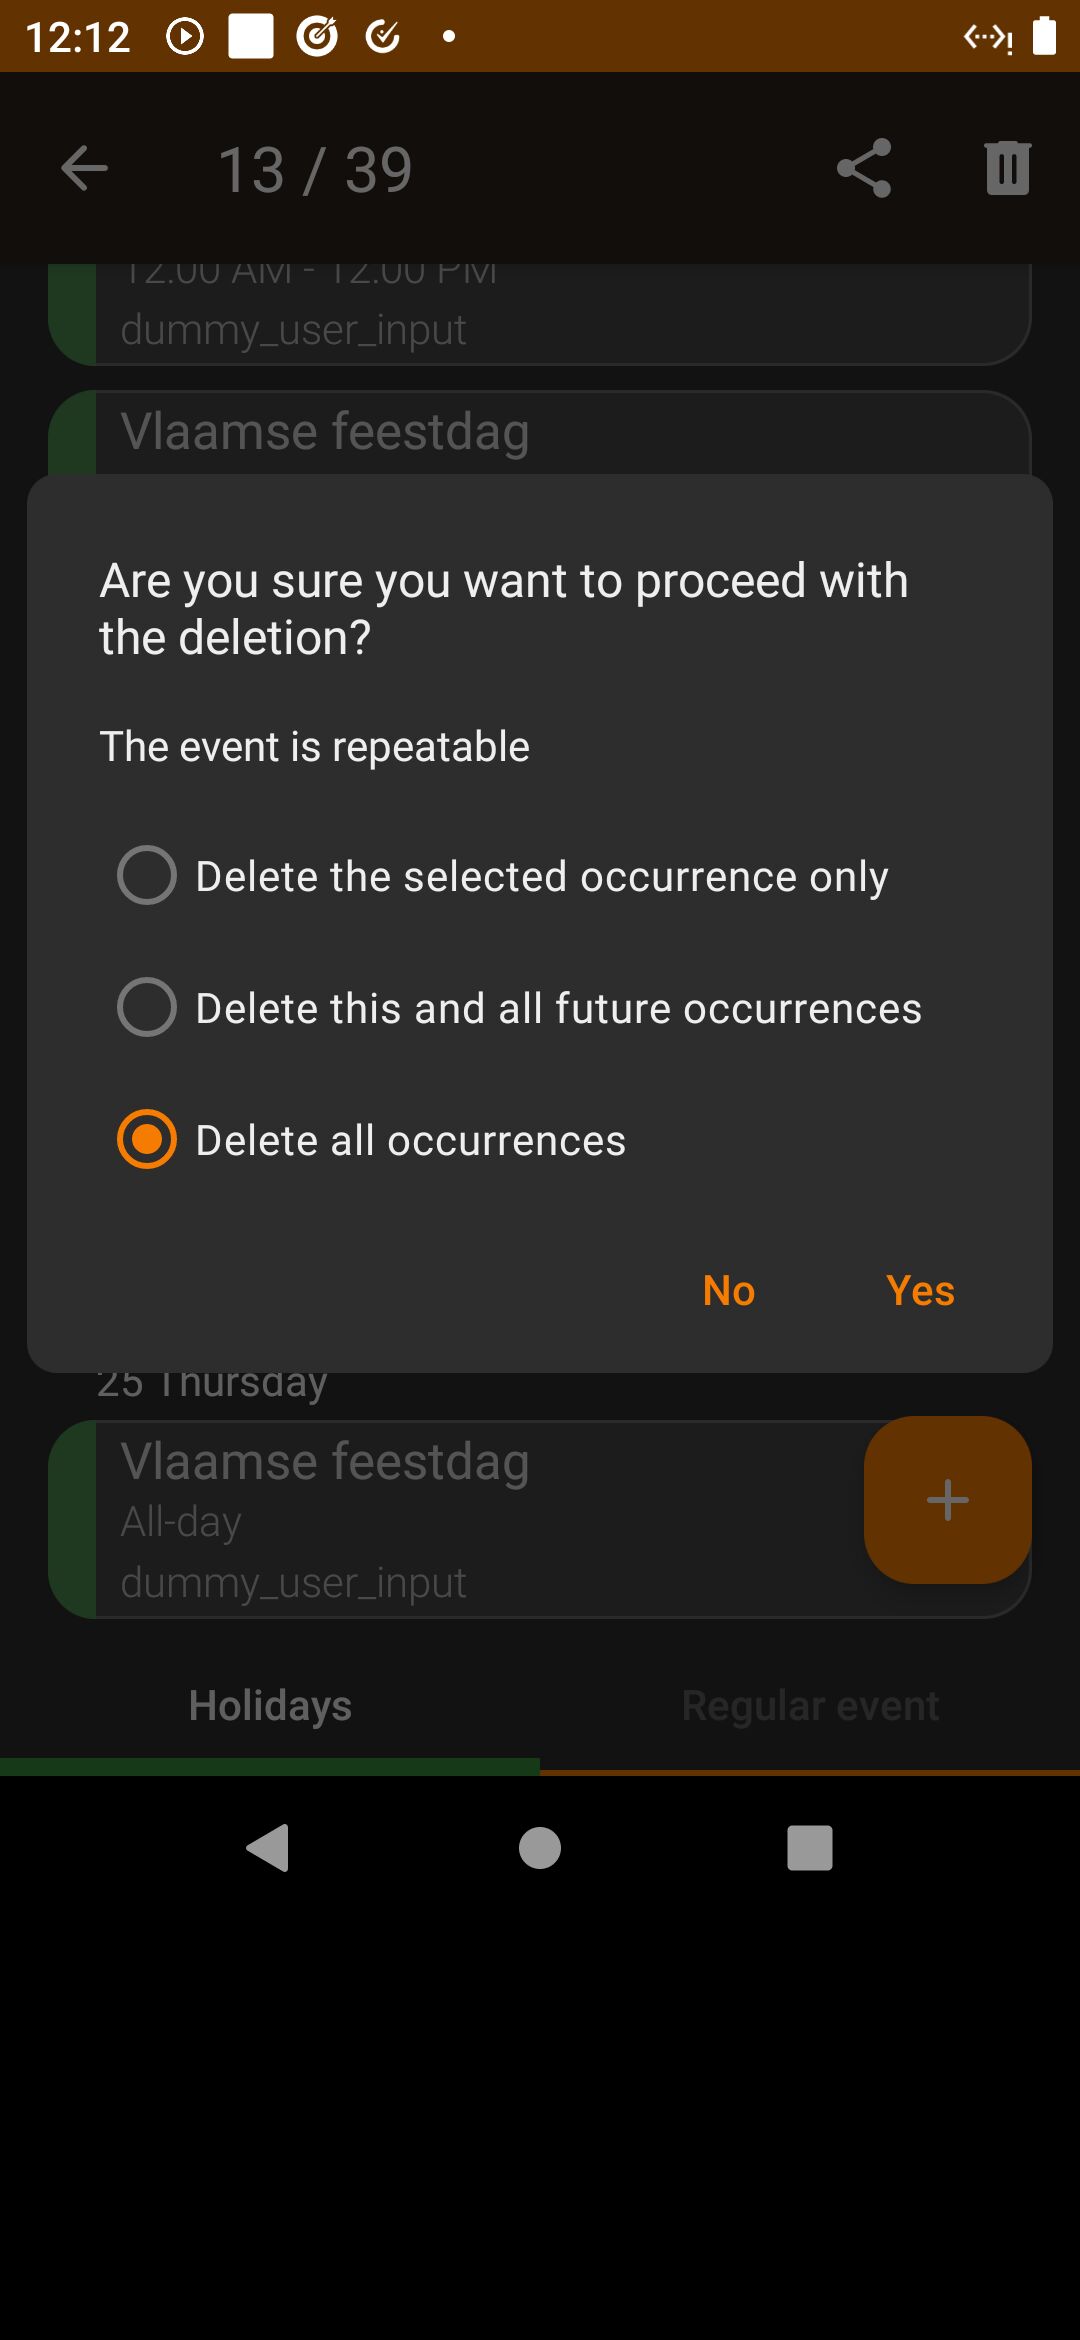 12:12
13 / 39
12:00 AM - 12:00 PM
dummy_user_input
Vlaamse feestdag
Are you sure you want to proceed with
the deletion?
The event is repeatable
Delete the selected occurrence only
Delete this and all future occurrences
Delete all occurrences
No
Yes
25 Thursday
Vlaamse feestdag
All-day
dummy_user_input
Holidays
Regular event